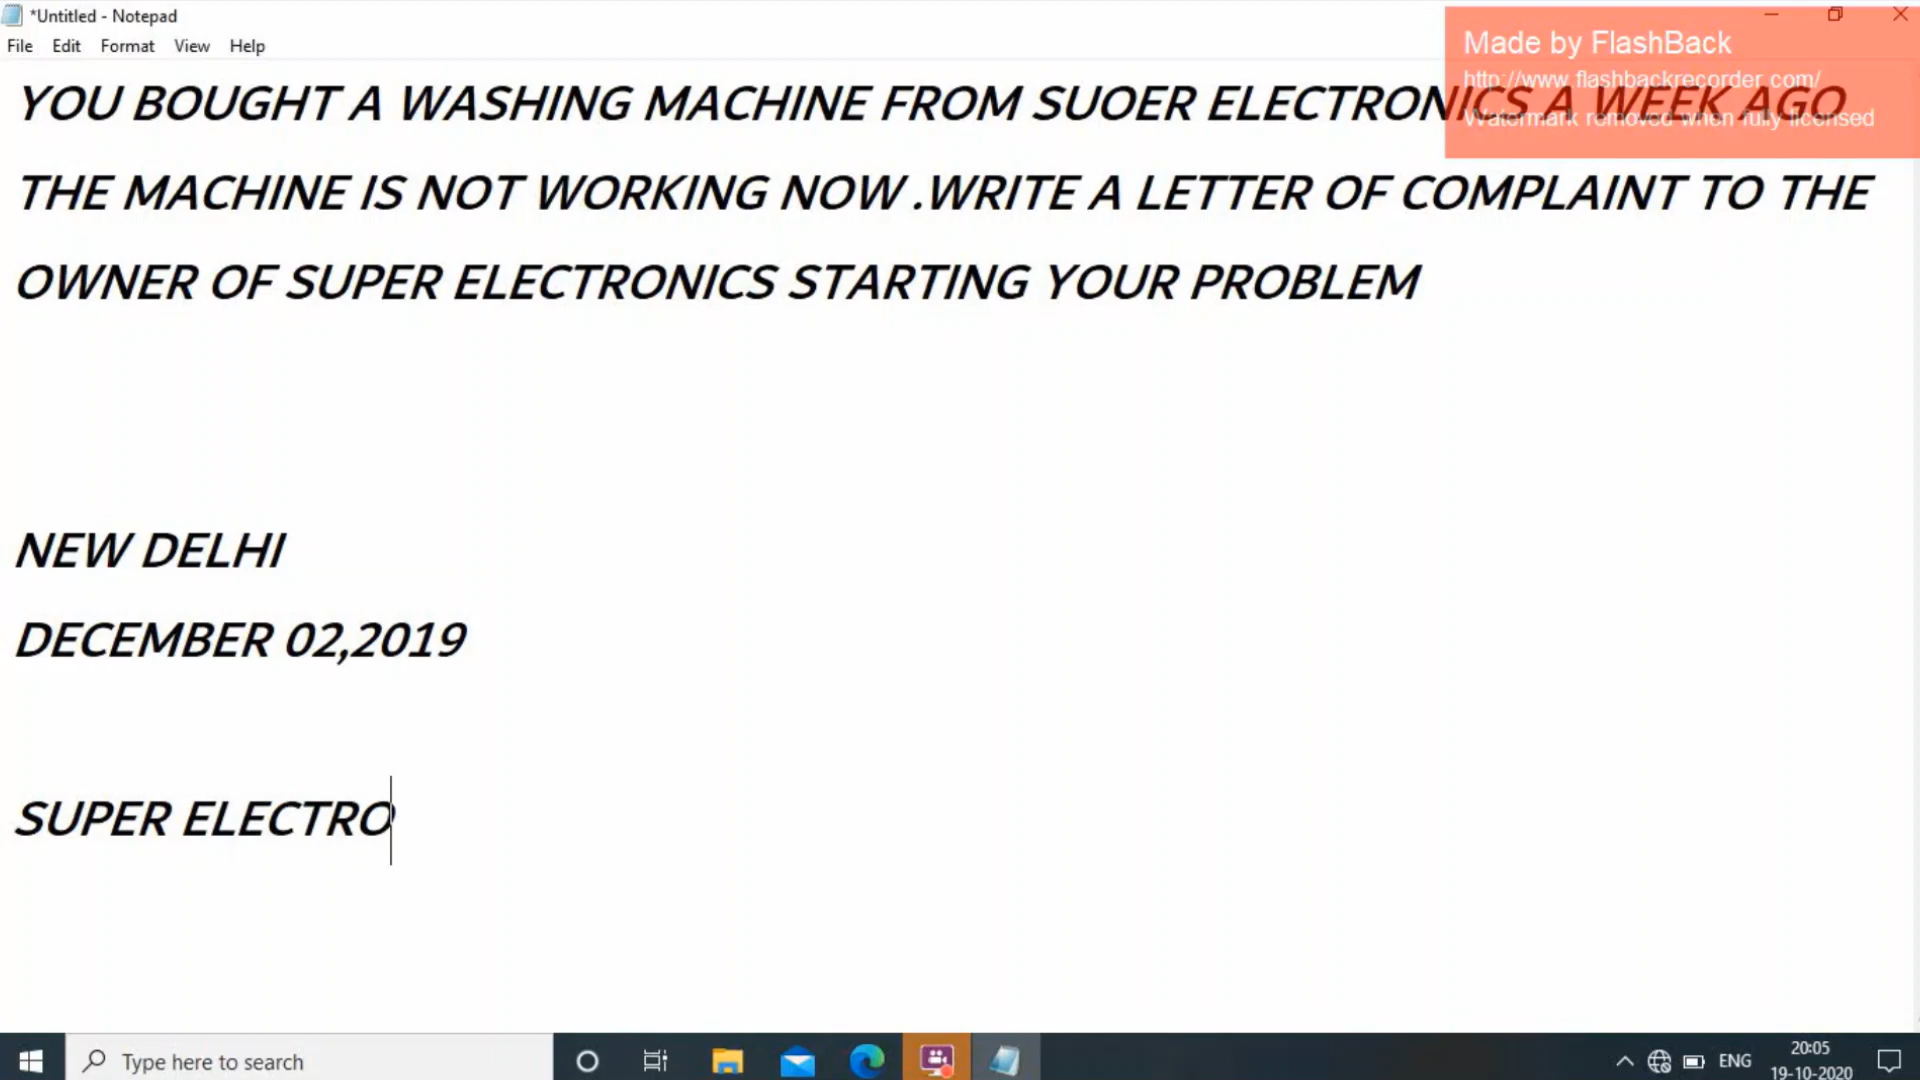 *Untitled - Notepad
File Edit Format View Help
Made by FlashBack
http://www.flashbackrecorder.com/
Watermark removed when fully licensed
YOU BOUGHT A WASHING MACHINE FROM SUOER ELECTRONICS A WEEK AGO
THE MACHINE IS NOT WORKING NOW .WRITE A LETTER OF COMPLAINT TO THE
OWNER OF SUPER ELECTRONICS STARTING YOUR PROBLEM
NEW DELHI
DECEMBER 02,2019
SUPER ELECTRO
Type here to search
ENG
20:05
19-10-2020